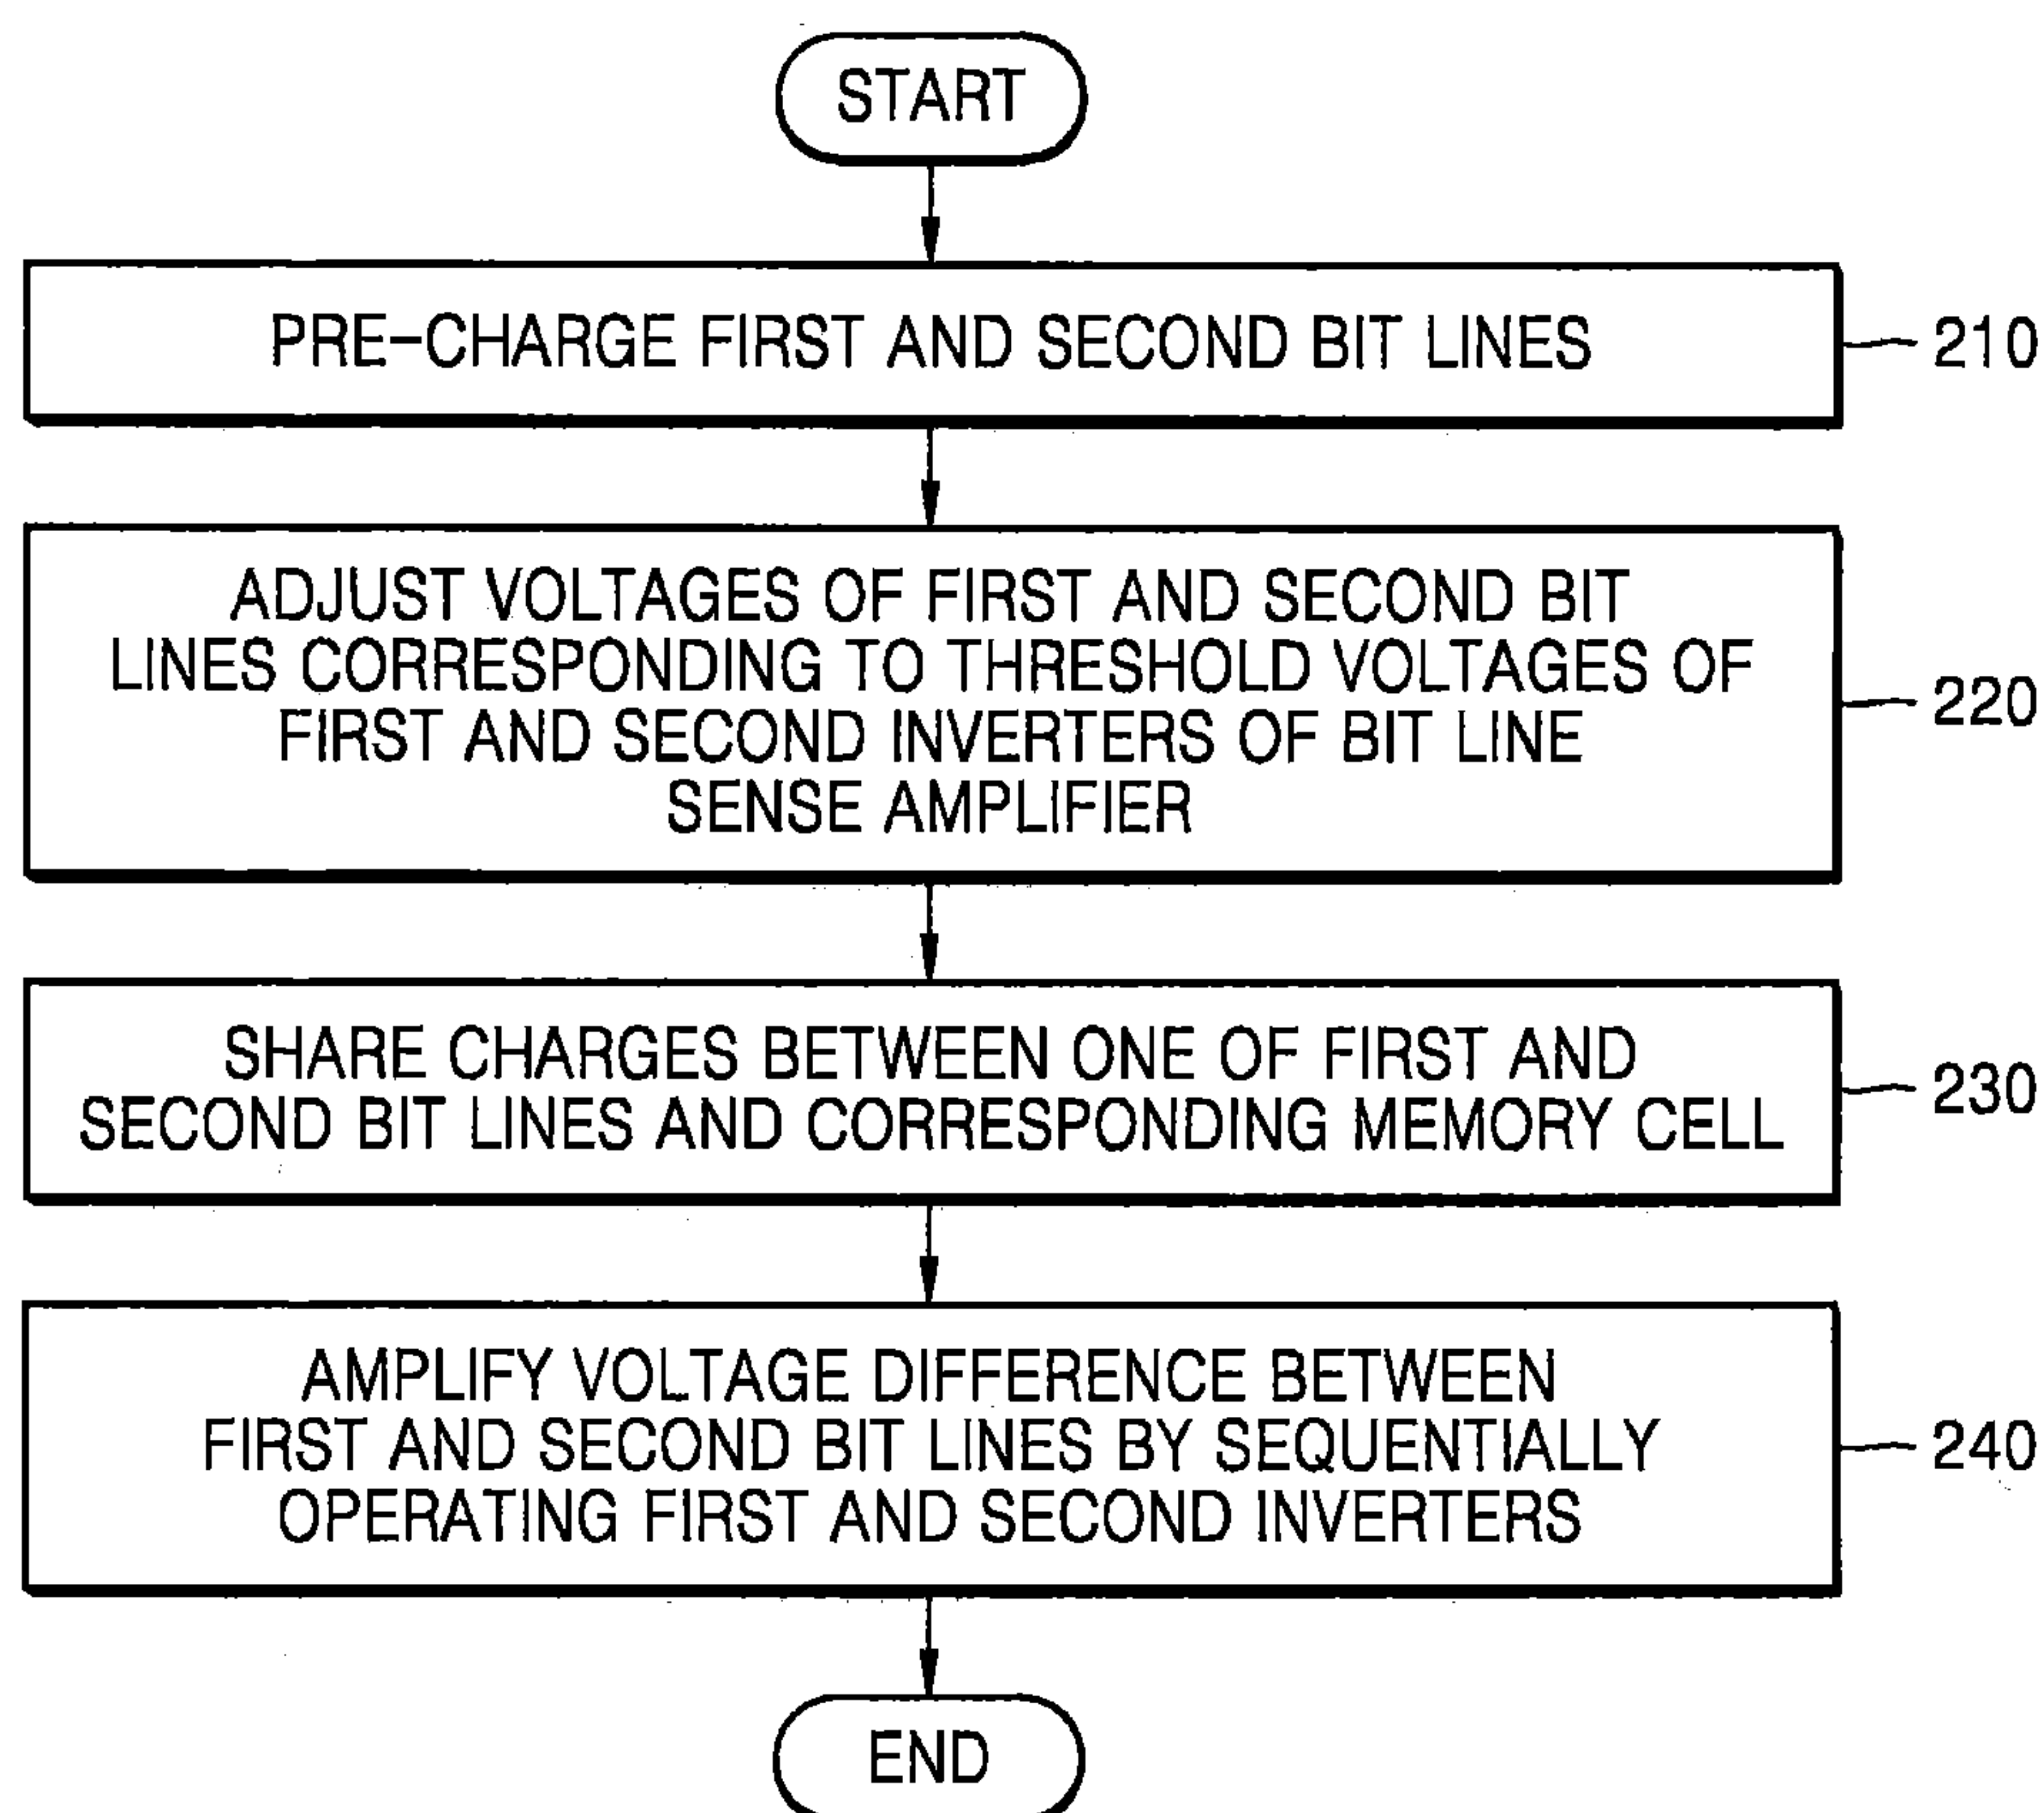 START
PRE-CHARGE FIRST AND SECOND BIT LINES
210
ADJUST VOLTAGES OF FIRST AND SECOND BIT
LINES CORRESPONDING TO THRESHOLD VOLTAGES OF
FIRST AND SECOND INVERTERS OF BIT LINE
SENSE AMPLIFIER
220
SHARE CHARGES BETWEEN ONE OF FIRST AND
SECOND BIT LINES AND CORRESPONDING MEMORY CELL
230
AMPLIFY VOLTAGE DIFFERENCE BETWEEN
FIRST AND SECOND BIT LINES BY SEQUENTIALLY
OPERATING FIRST AND SECOND INVERTERS
240
END